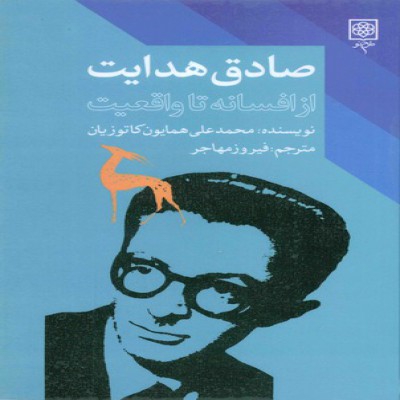 صادق هدایت
از افسانه تا واقعیت
نویسنده: محمدعلی همایون کاتوزیان
مترجم: فیروز مهاجر